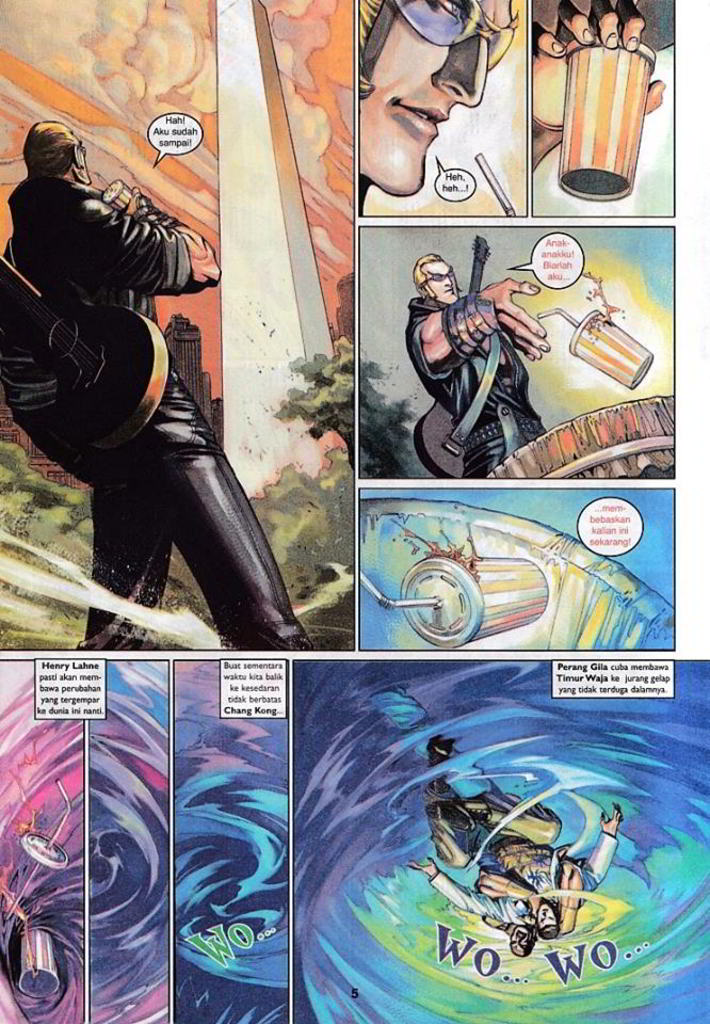 Hah!
Aku sudah
sampai!
Heh,
heh...!
Anak-
anakku!
Biarlah
aku...
...mem-
bebaskan
kalian ini
sekarang!
Henry Lahne
pasti akan mem-
bawa perubahan
yang tergempar
ke dunia ini nanti.
Buat sementara
waktu kita balik
ke kesedaran
tidak berbatas
Chang Kong...
Perang Gila cuba membawa
Timur Waja ke jurang gelap
yang tidak terduga dalamnya.
WO...
WO... WO...
5